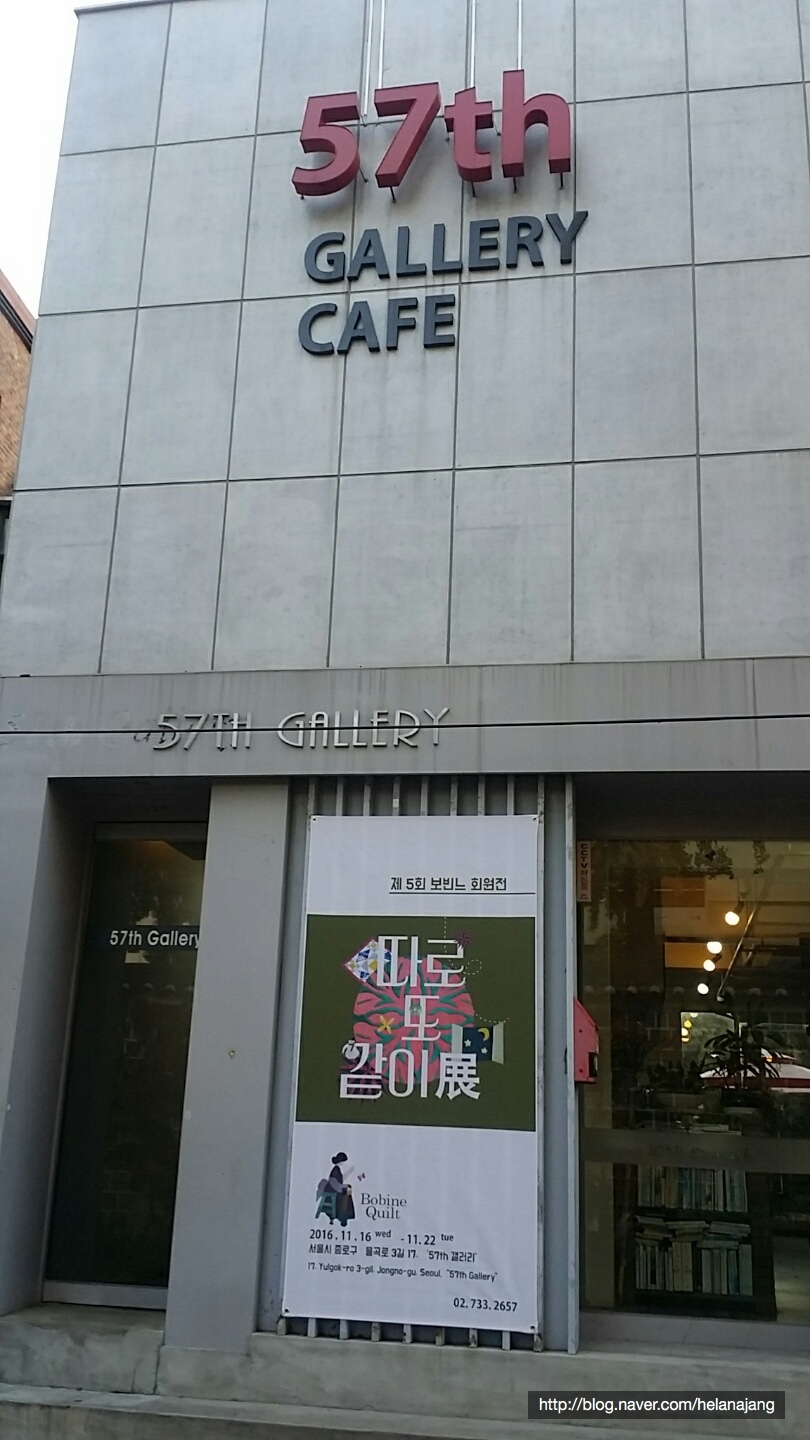 57th
GALLERY
CAFE
57TH GALLERY
57th Gallery
제 5회 보빈느 회원전
따로
또
같이展
Bobine
Quilt
2016.11.16 wed - 11.22 tue
서울시 종로구 율곡로 3길 17. '57th 갤러리'
17. Yulgok-ro 3-gil. Jongno-gu. Seoul. "57th Gallery"
02.733.2657
CCTV
http://blog.naver.com/helanajang